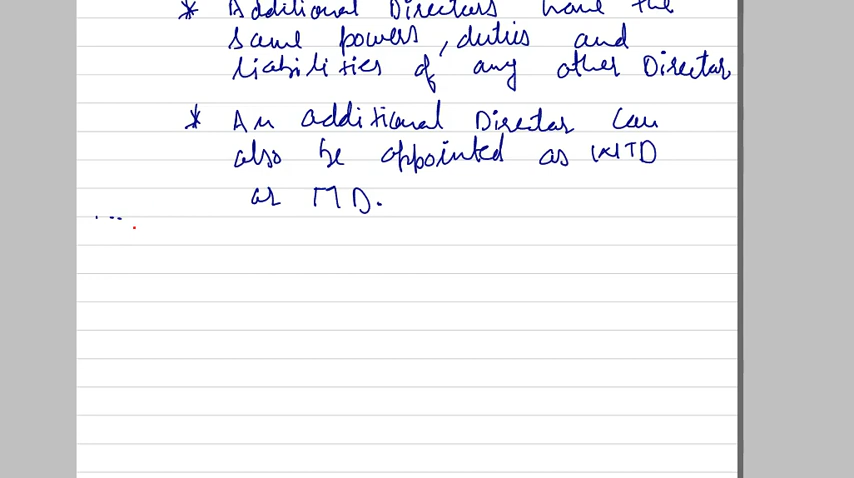 * Additional Directors have the
same powers, duties and
liabilities of any other Director
* An additional Director can
also be appointed as WTD
or MD.